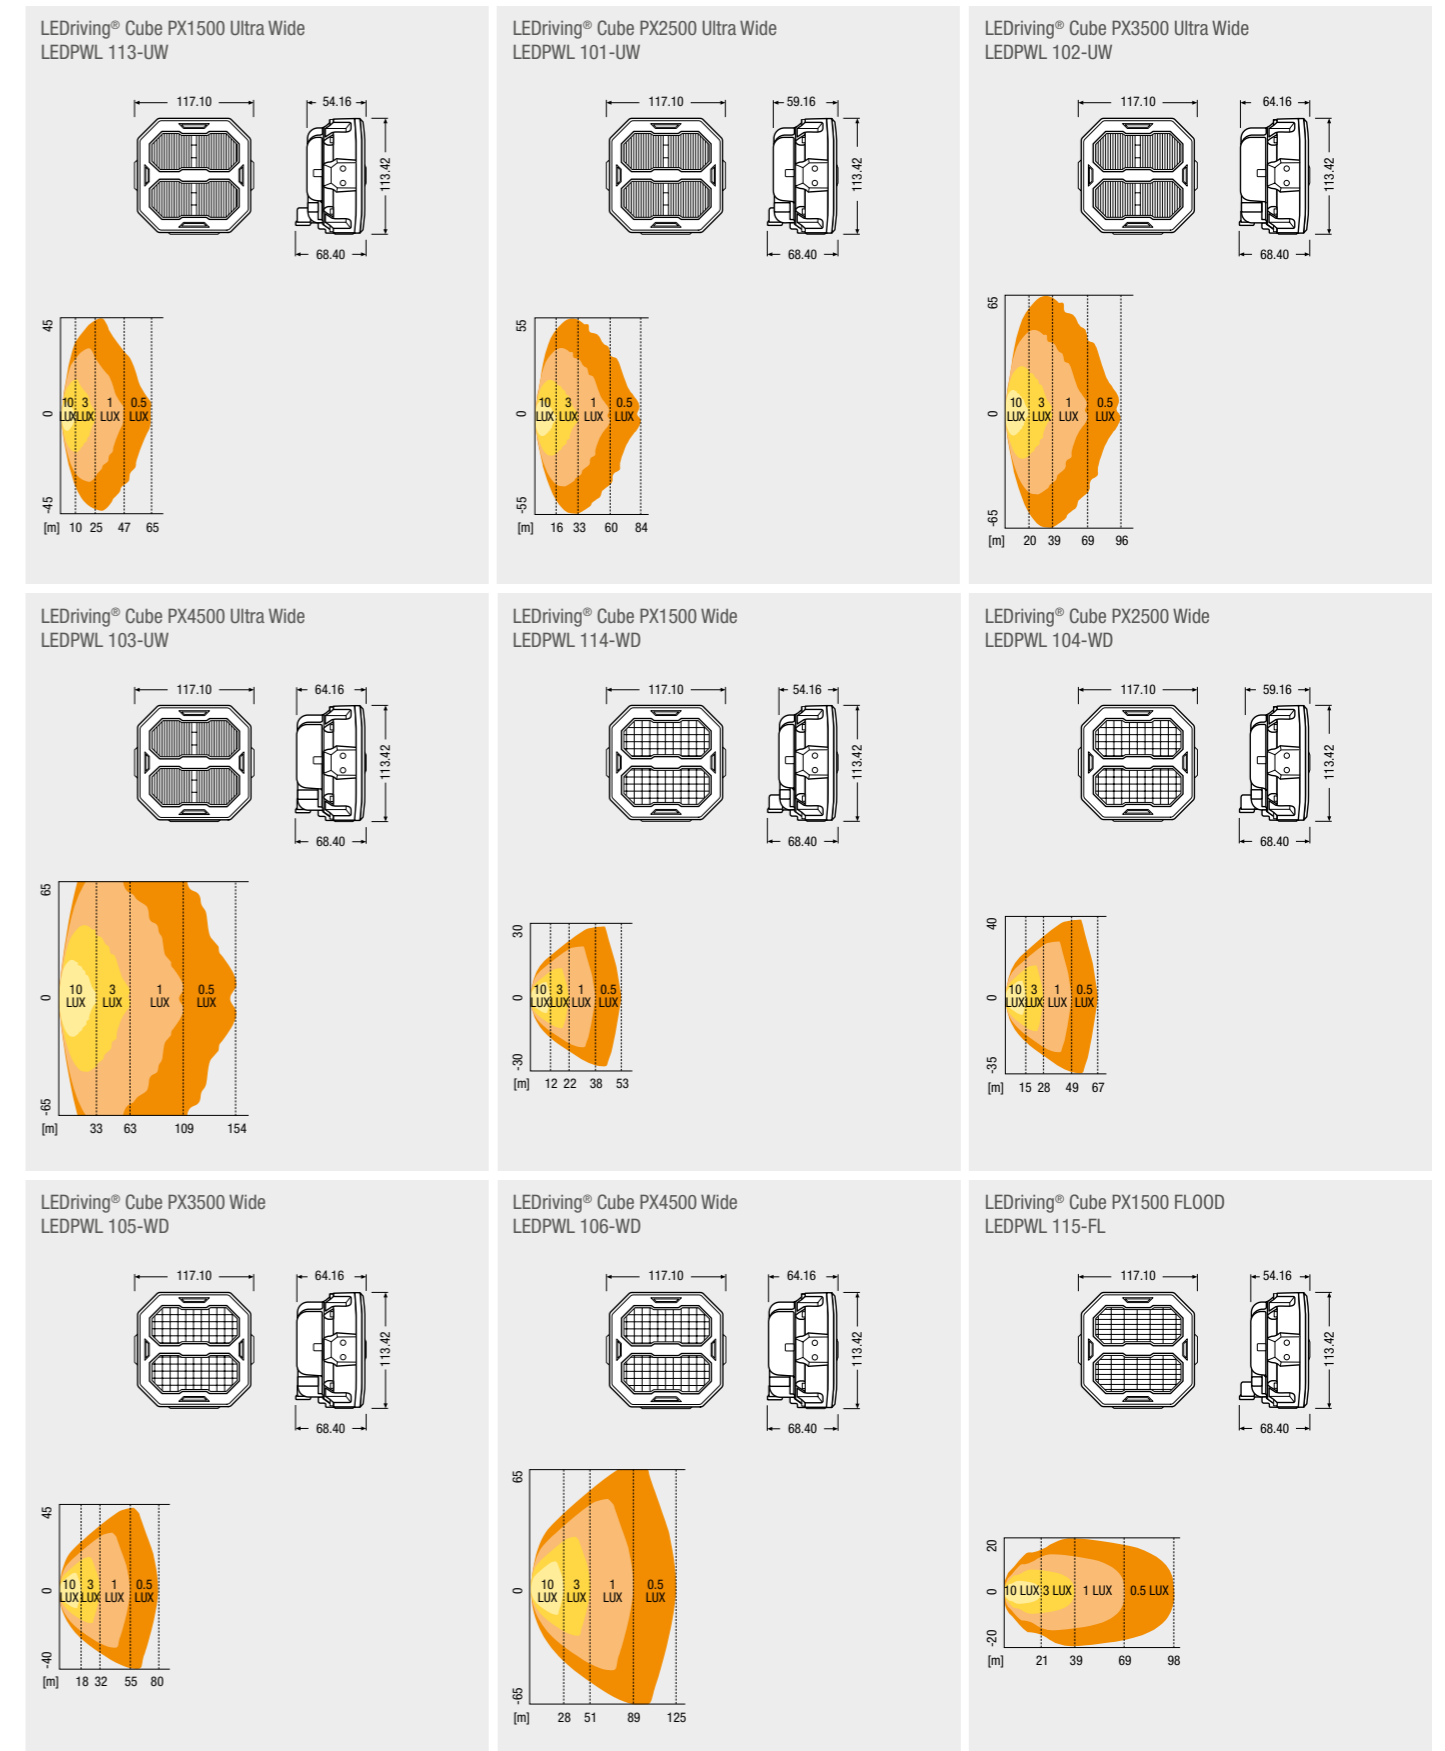 LEDriving® Cube PX1500 Ultra Wide
LEDPWL 113-UW
117.10
54.16
113.42
68.40
45
0
-45
10 3 1 0.5
LUX LUX LUX LUX
[m] 10 25 47 65
LEDriving® Cube PX2500 Ultra Wide
LEDPWL 101-UW
117.10
59.16
113.42
68.40
55
0
-55
10 3 1 0.5
LUX LUX LUX LUX
[m] 16 33 60 84
LEDriving® Cube PX3500 Ultra Wide
LEDPWL 102-UW
117.10
64.16
113.42
68.40
65
0
-65
10 3 1 0.5
LUX LUX LUX LUX
[m] 20 39 69 96
LEDriving® Cube PX4500 Ultra Wide
LEDPWL 103-UW
117.10
64.16
113.42
68.40
65
0
-65
10 3 1 0.5
LUX LUX LUX LUX
[m] 33 63 109 154
LEDriving® Cube PX1500 Wide
LEDPWL 114-WD
117.10
54.16
113.42
68.40
30
0
-30
10 3 1 0.5
LUX LUX LUX LUX
[m] 12 22 38 53
LEDriving® Cube PX2500 Wide
LEDPWL 104-WD
117.10
59.16
113.42
68.40
40
0
-35
10 3 1 0.5
LUX LUX LUX LUX
[m] 15 28 49 67
LEDriving® Cube PX3500 Wide
LEDPWL 105-WD
117.10
64.16
113.42
68.40
45
0
-40
10 3 1 0.5
LUX LUX LUX LUX
[m] 18 32 55 80
LEDriving® Cube PX4500 Wide
LEDPWL 106-WD
117.10
64.16
113.42
68.40
65
0
-65
10 3 1 0.5
LUX LUX LUX LUX
[m] 28 51 89 125
LEDriving® Cube PX1500 FLOOD
LEDPWL 115-FL
117.10
54.16
113.42
68.40
20
0
-20
10 LUX 3 LUX 1 LUX 0.5 LUX
[m] 21 39 69 98